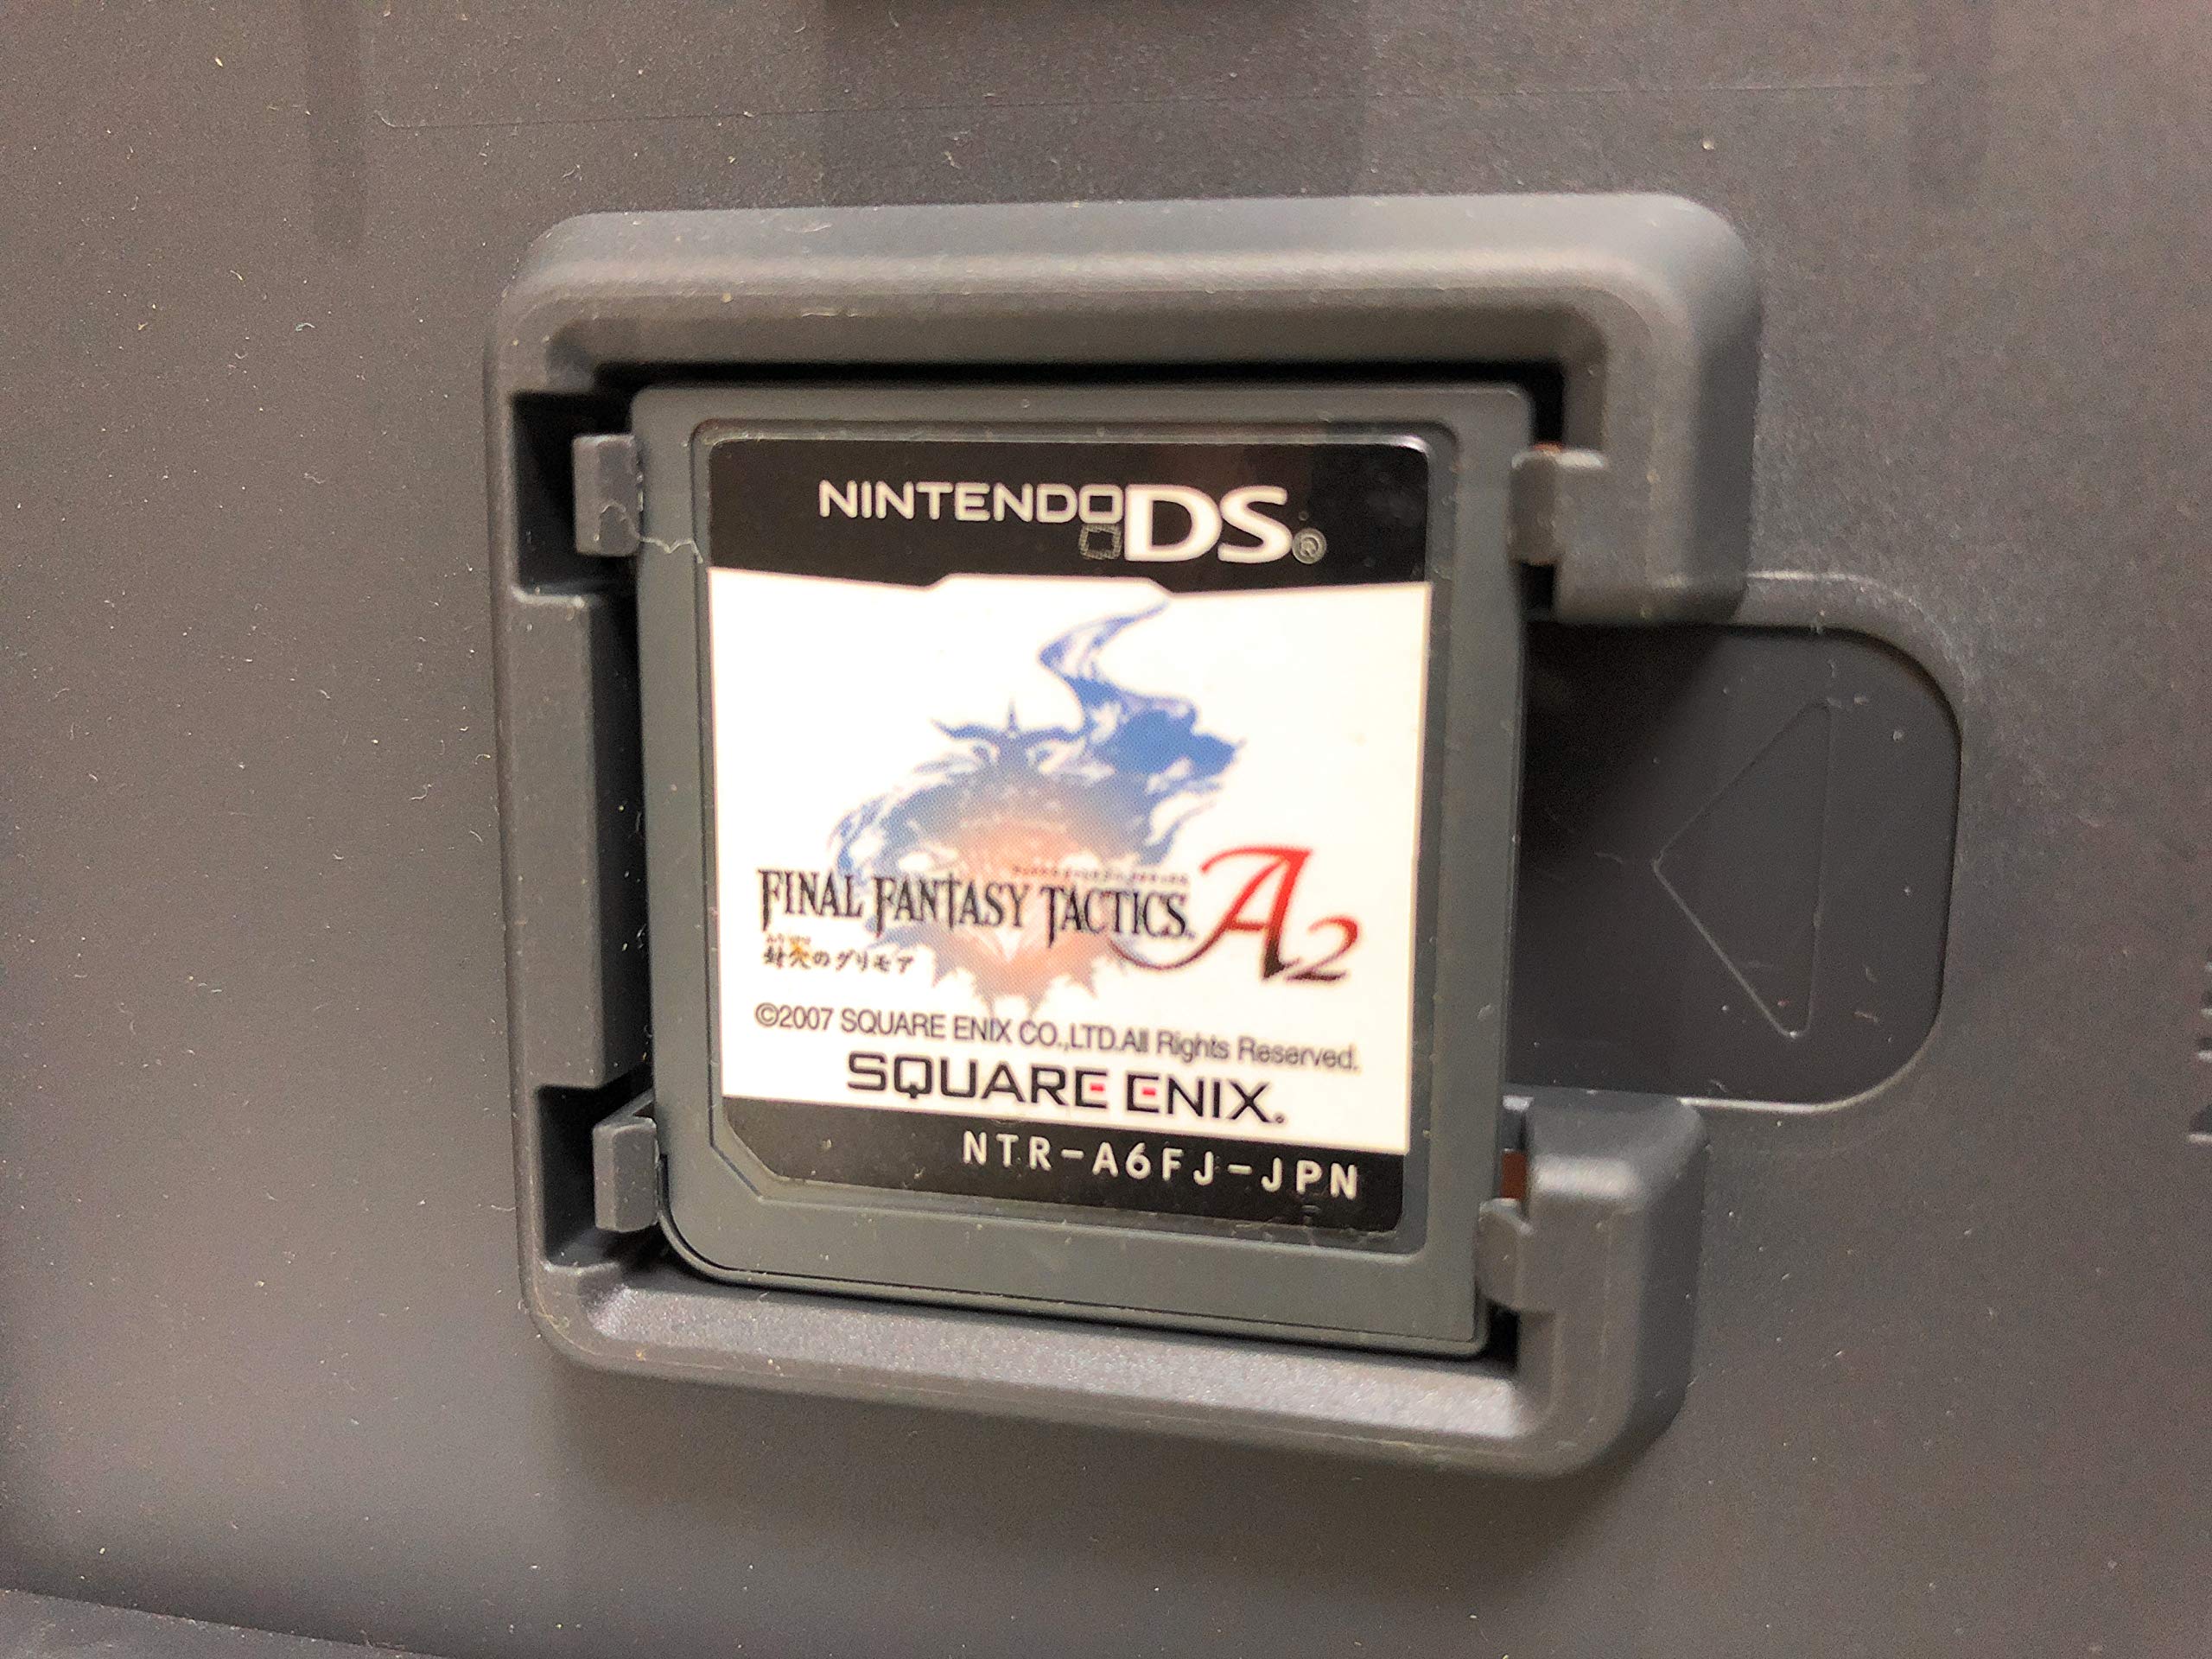 NINTENDO DS®
FINAL FANTASY TACTICS A2
封穴のグリモア
©2007 SQUARE ENIX CO.,LTD.All Rights Reserved.
SQUARE ENIX.
NTR-A6FJ-JPN